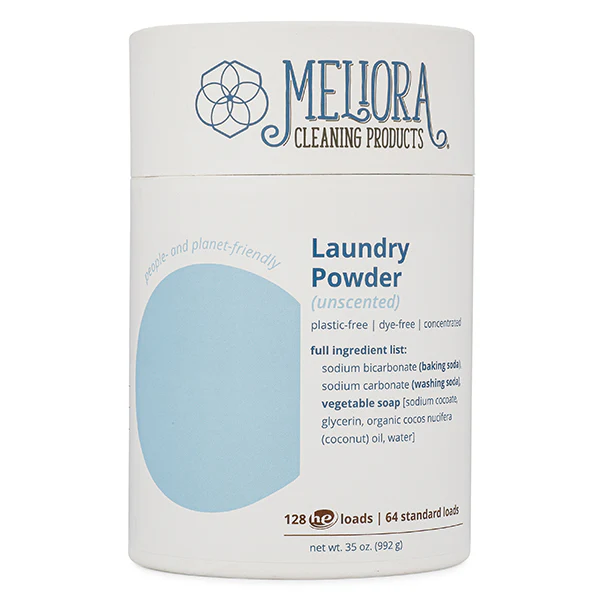 MELIORA
CLEANING PRODUCTS®
people- and planet-friendly
Laundry
Powder
(unscented)
plastic-free | dye-free | concentrated
full ingredient list:
sodium bicarbonate (baking soda),
sodium carbonate (washing soda),
vegetable soap [sodium cocoate,
glycerin, organic cocos nucifera
(coconut) oil, water]
128 he loads | 64 standard loads
net wt. 35 oz. (992 g)